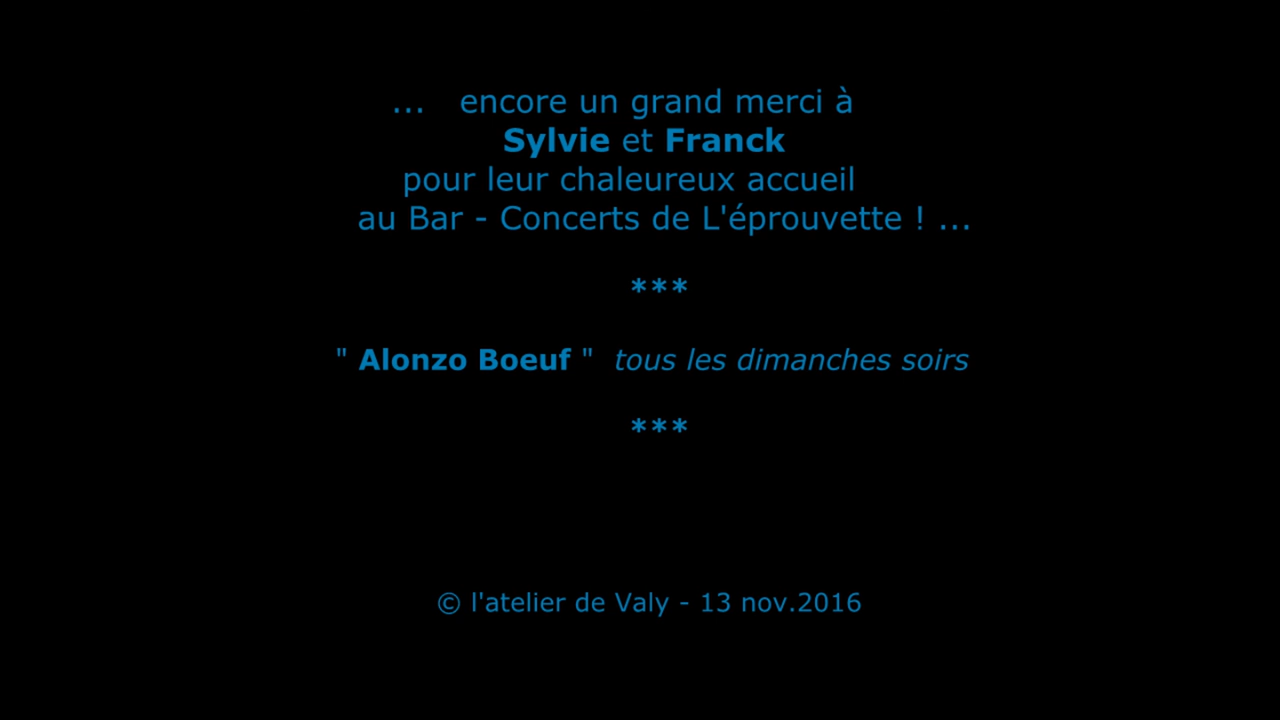 ... encore un grand merci à
Sylvie et Franck
pour leur chaleureux accueil
au Bar - Concerts de L'éprouvette ! ...
***
" Alonzo Boeuf " tous les dimanches soirs
***
© l'atelier de Valy - 13 nov.2016